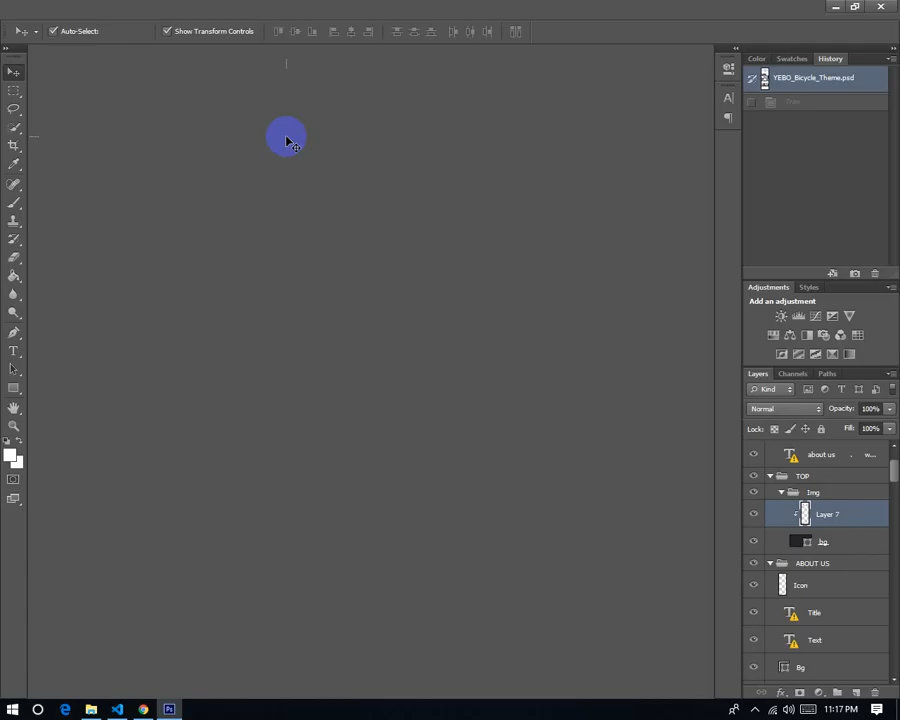 Auto-Select:
Show Transform Controls
Color
Swatches
History
YEBO_Bicycle_Theme.psd
Adjustments
Styles
Add an adjustment
Layers
Channels
Paths
Kind
Normal
Opacity:
100%
Lock:
Fill:
100%
about us . w...
TOP
Img
Layer 7
bg
ABOUT US
Icon
Title
Text
Bg
11:17 PM